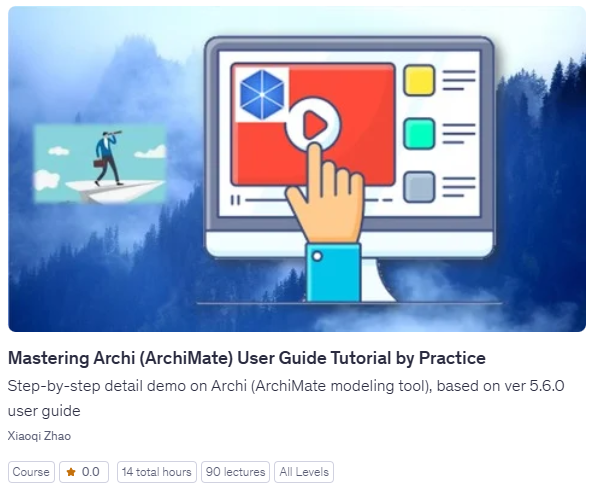 Mastering Archi (ArchiMate) User Guide Tutorial by Practice
Step-by-step detail demo on Archi (ArchiMate modeling tool), based on ver 5.6.0
user guide
Xiaoqi Zhao
Course 0.0 14 total hours 90 lectures All Levels